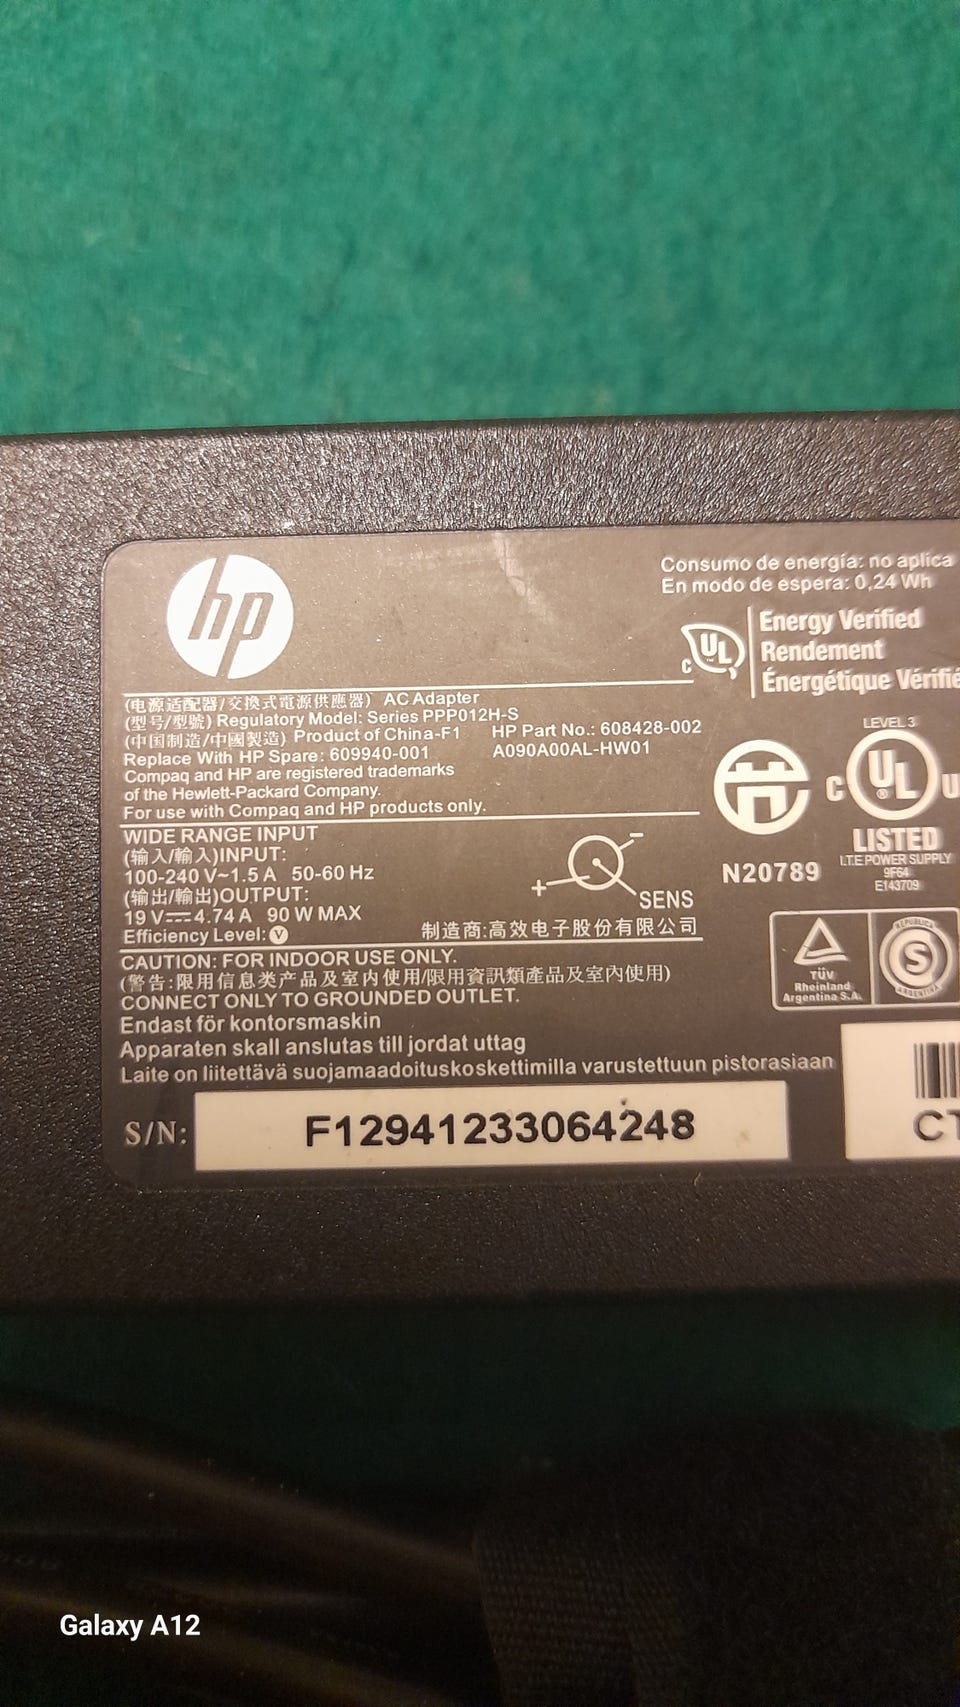 hp
Consumo de energía: no aplica
En modo de espera: 0,24 Wh
c UL
Energy Verified
Rendement
Énergétique Vérifié
(电源适配器/交換式電源供應器) AC Adapter
(型号/型號) Regulatory Model: Series PPP012H-S
(中国制造/中國製造) Product of China-F1 HP Part No.: 608428-002
Replace With HP Spare: 609940-001 A090A00AL-HW01
Compaq and HP are registered trademarks
of the Hewlett-Packard Company.
For use with Compaq and HP products only.
WIDE RANGE INPUT
(输入/輸入)INPUT:
100-240 V~1.5 A 50-60 Hz
(输出/輸出)OUTPUT:
19 V⎓4.74 A 90 W MAX
Efficiency Level: V
+ - SENS
制造商:高效电子股份有限公司
N20789
LEVEL 3
C UL ® U
LISTED
I.T.E POWER SUPPLY
9F64
E143709
TÜV
Rheinland
Argentina S.A.
REPUBLICA
S
ARGENTINA
CAUTION: FOR INDOOR USE ONLY.
(警告:限用信息类产品及室内使用/限用資訊類產品及室內使用)
CONNECT ONLY TO GROUNDED OUTLET.
Endast för kontorsmaskin
Apparaten skall anslutas till jordat uttag
Laite on liitettävä suojamaadoituskoskettimilla varustettuun pistorasiaan
S/N: F12941233064248
CT
Galaxy A12